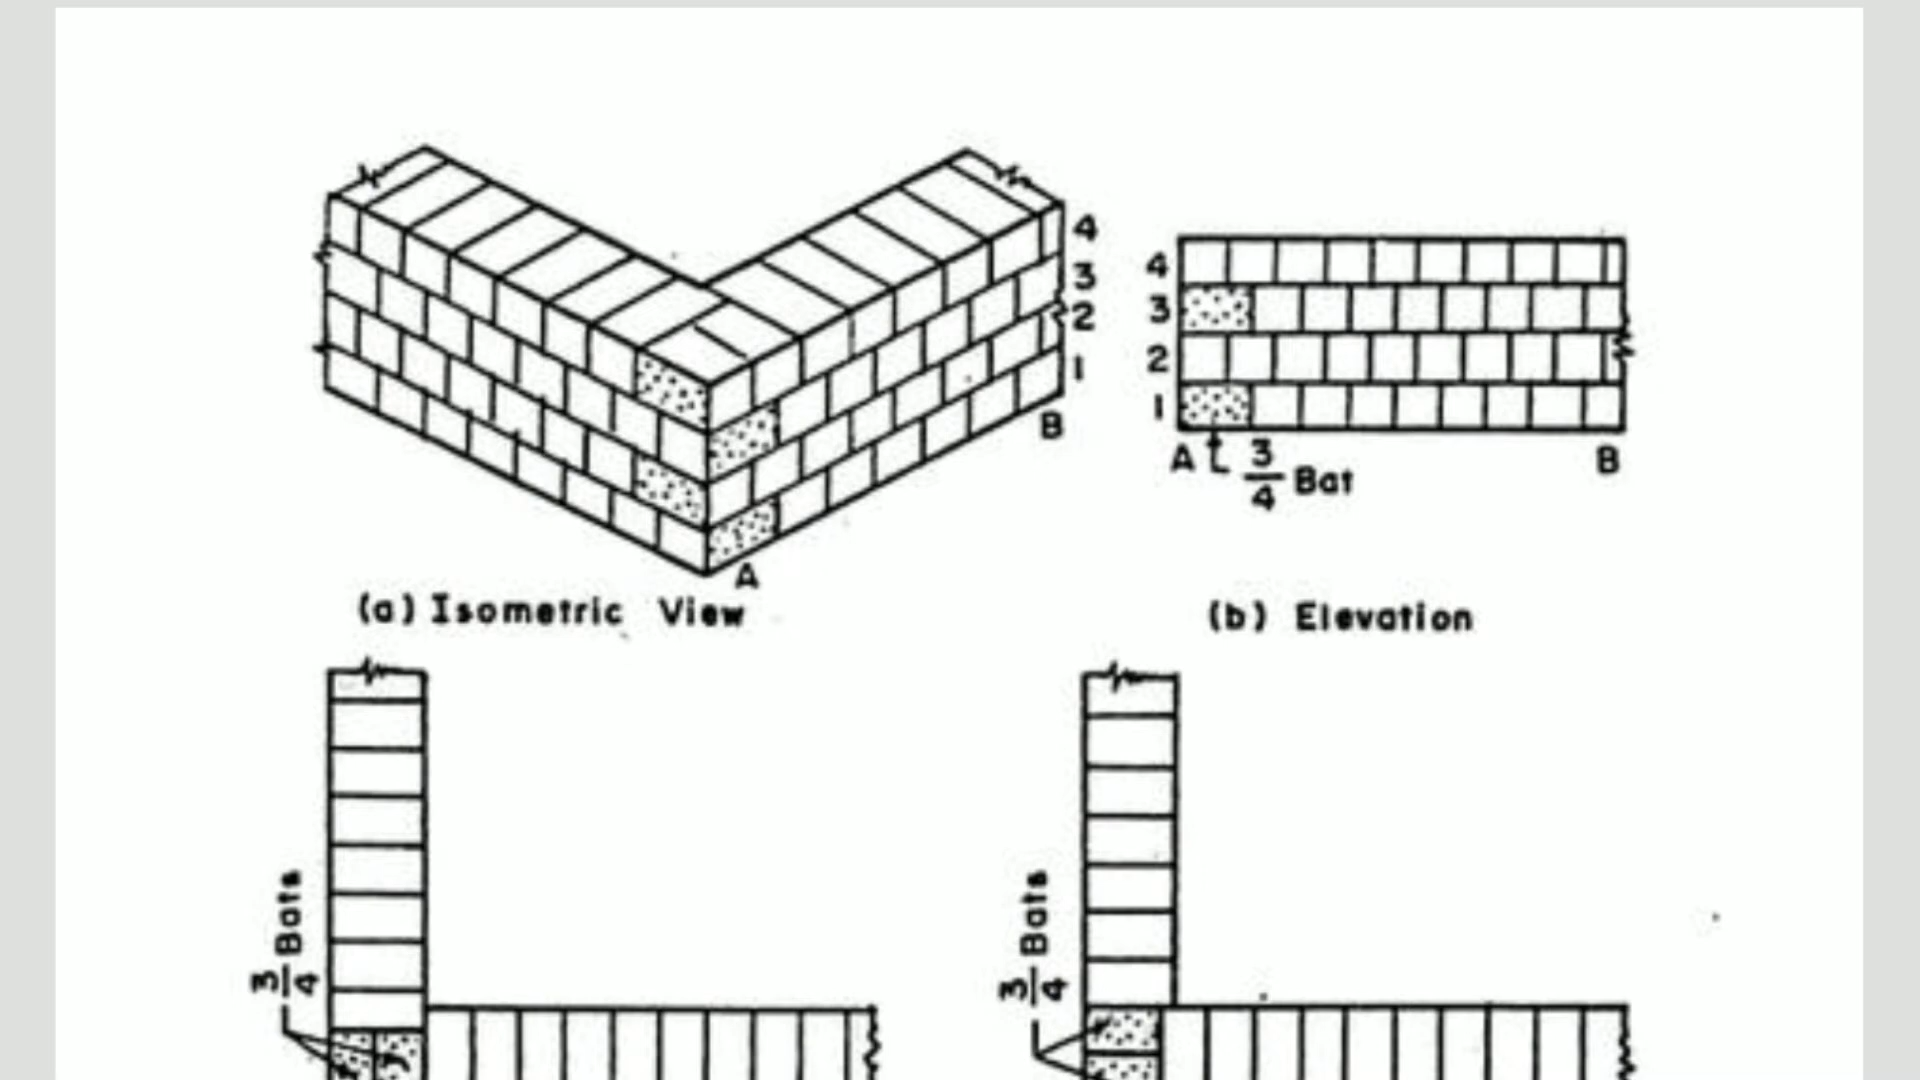 4
3
2
1
B
A
(a) Isometric View
4
3
2
1
A 3/4 Bat B
(b) Elevation
3/4 Bats
3/4 Bats